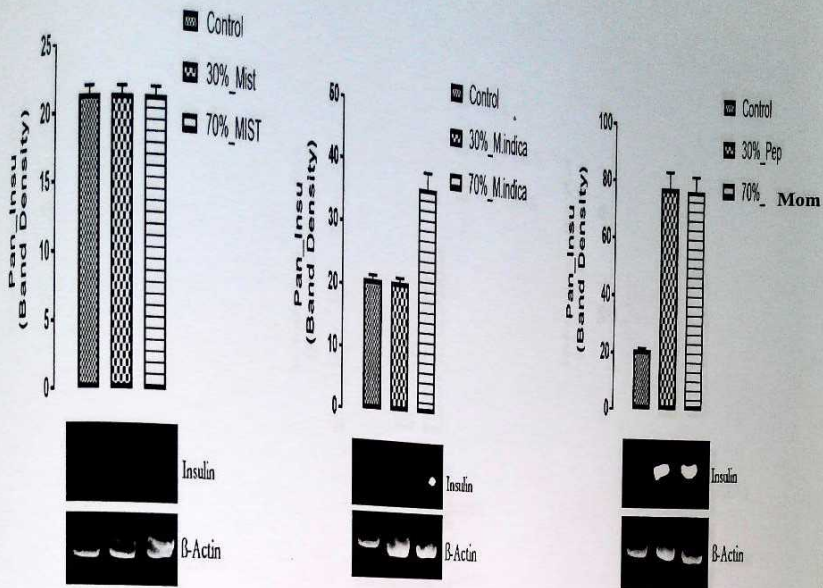 Control
30%_Mist
70%_MIST
Pan_Insu
(Band Density)
25
20
15
10
5
0
Insulin
β-Actin
Control
30%_M.indica
70%_M.indica
Pan_Insu
(Band Density)
50
40
30
20
10
0
Insulin
β-Actin
Control
30%_Pep
70%_ Mom
Pan_Insu
(Band Density)
100
80
60
40
20
0
Insulin
β-Actin